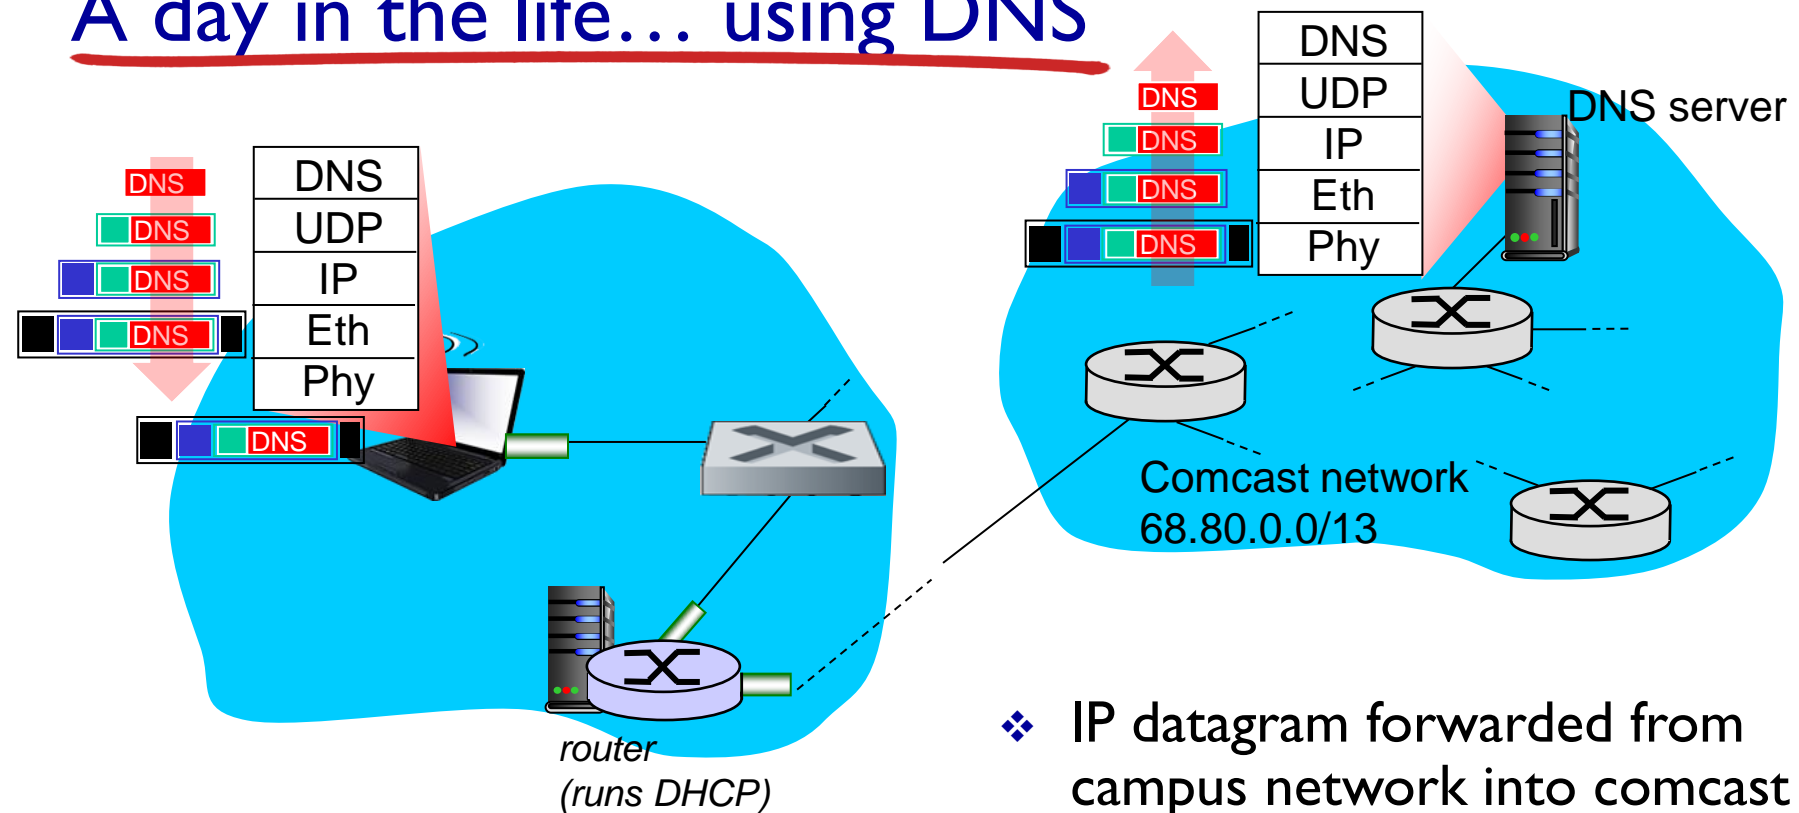 A day in the life… using DNS
DNS
DNS
DNS
DNS
DNS
DNS
UDP
IP
Eth
Phy
DNS
DNS
DNS
DNS
DNS
UDP
IP
Eth
Phy
DNS server
Comcast network
68.80.0.0/13
router
(runs DHCP)
❖ IP datagram forwarded from
campus network into comcast